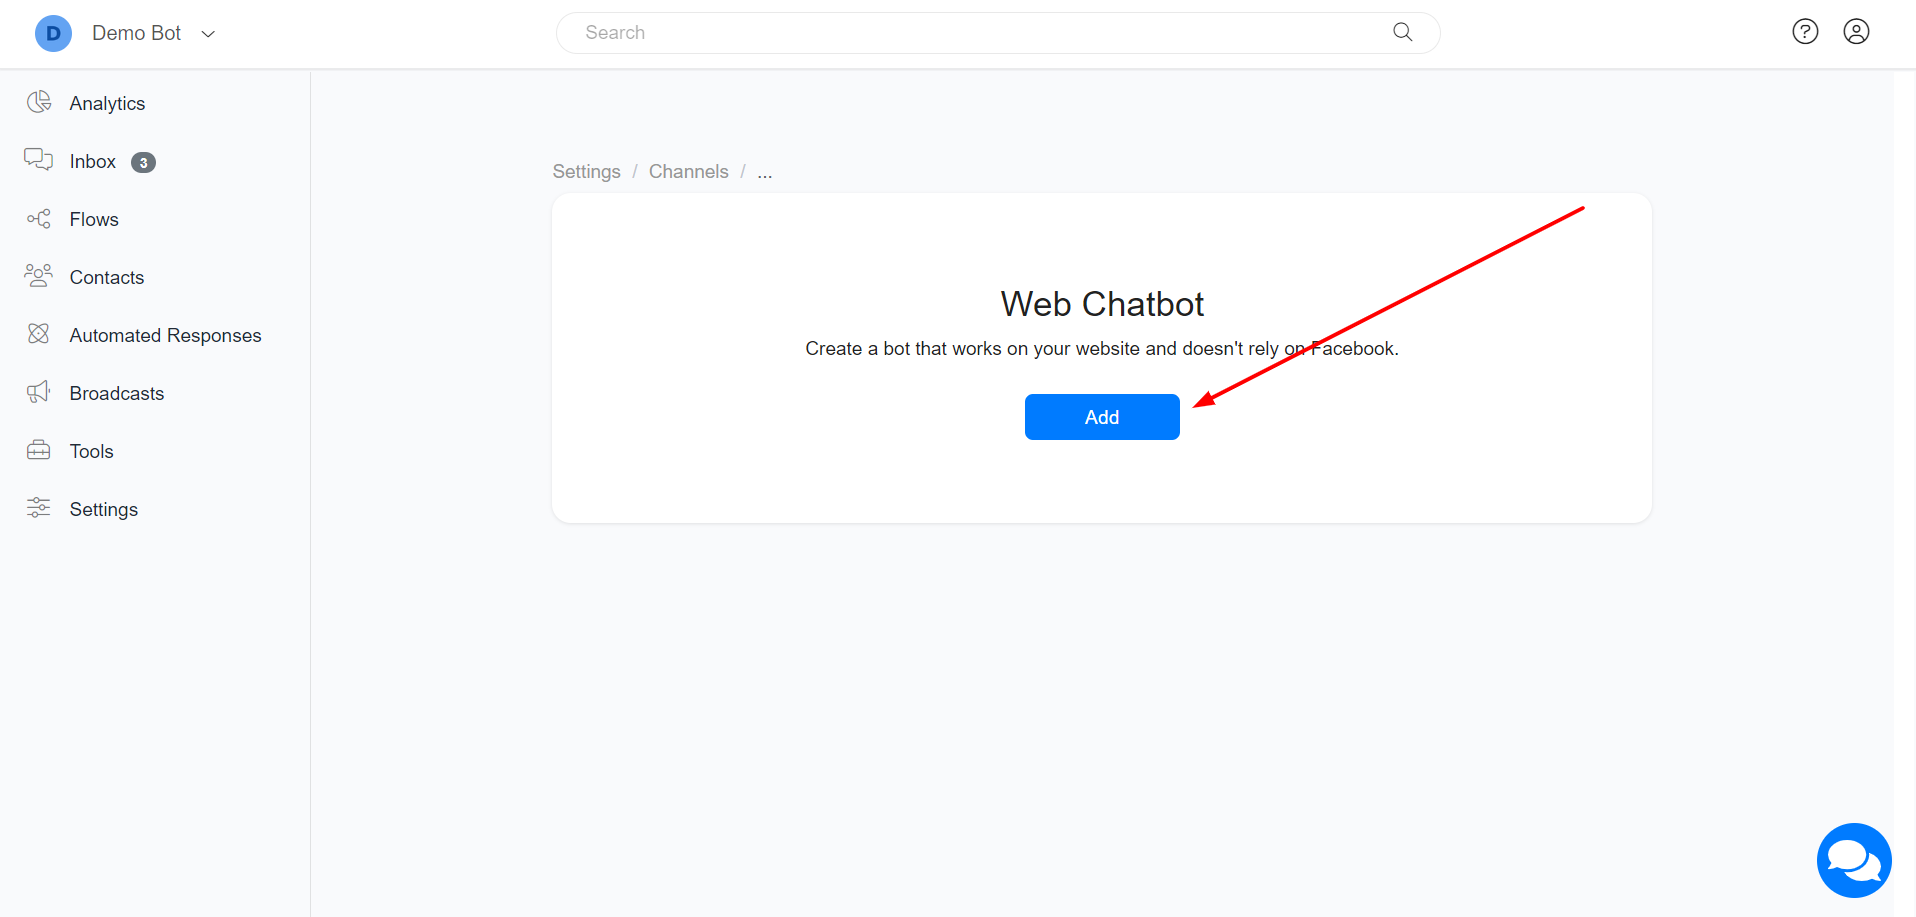 D Demo Bot
Search
?
Analytics
Inbox 3
Flows
Contacts
Automated Responses
Broadcasts
Tools
Settings
Settings / Channels / ...
Web Chatbot
Create a bot that works on your website and doesn't rely on Facebook.
Add